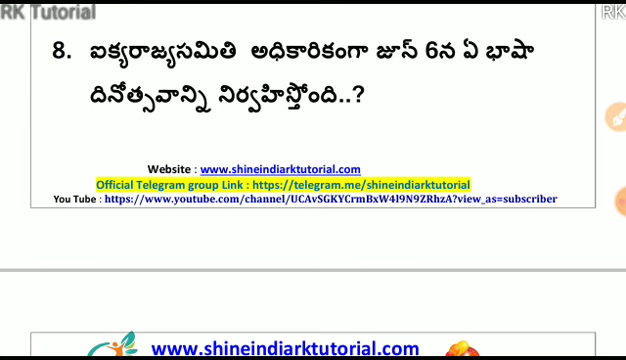 RK Tutorial
RK
8. ఐక్యరాజ్యసమితి అధికారికంగా జూన్ 6న ఏ భాషా
దినోత్సవాన్ని నిర్వహిస్తోంది..?
Website : www.shineindiarktutorial.com
Official Telegram group Link : https://telegram.me/shineindiarktutorial
You Tube : https://www.youtube.com/channel/UCAvSGKYCrmBxW4I9N9ZRhzA?view_as=subscriber
www.shineindiarktutorial.com